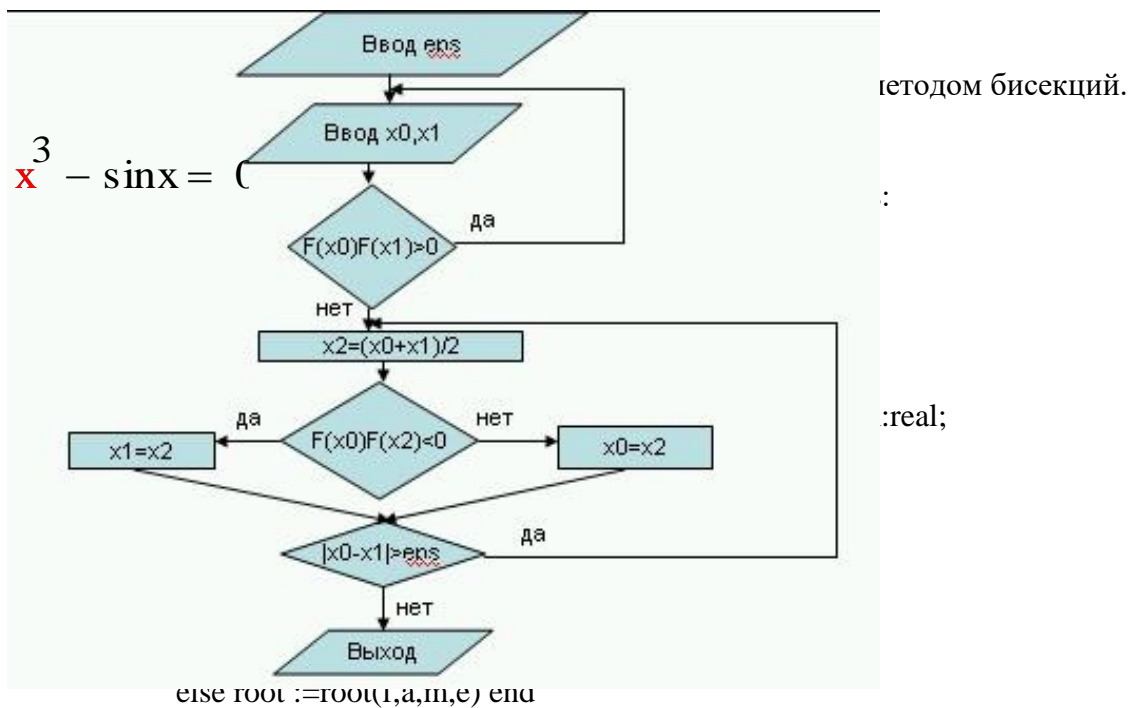 Ввод eps
методом бисекций.
Ввод x0,x1
x³ − sinx =
да
:
F(x0)F(x1)>0
нет
x2=(x0+x1)/2
да
нет
:real;
F(x0)F(x2)<0
x1=x2
x0=x2
да
|x0-x1|>eps
нет
Выход
else root :=root(f,a,m,e) end